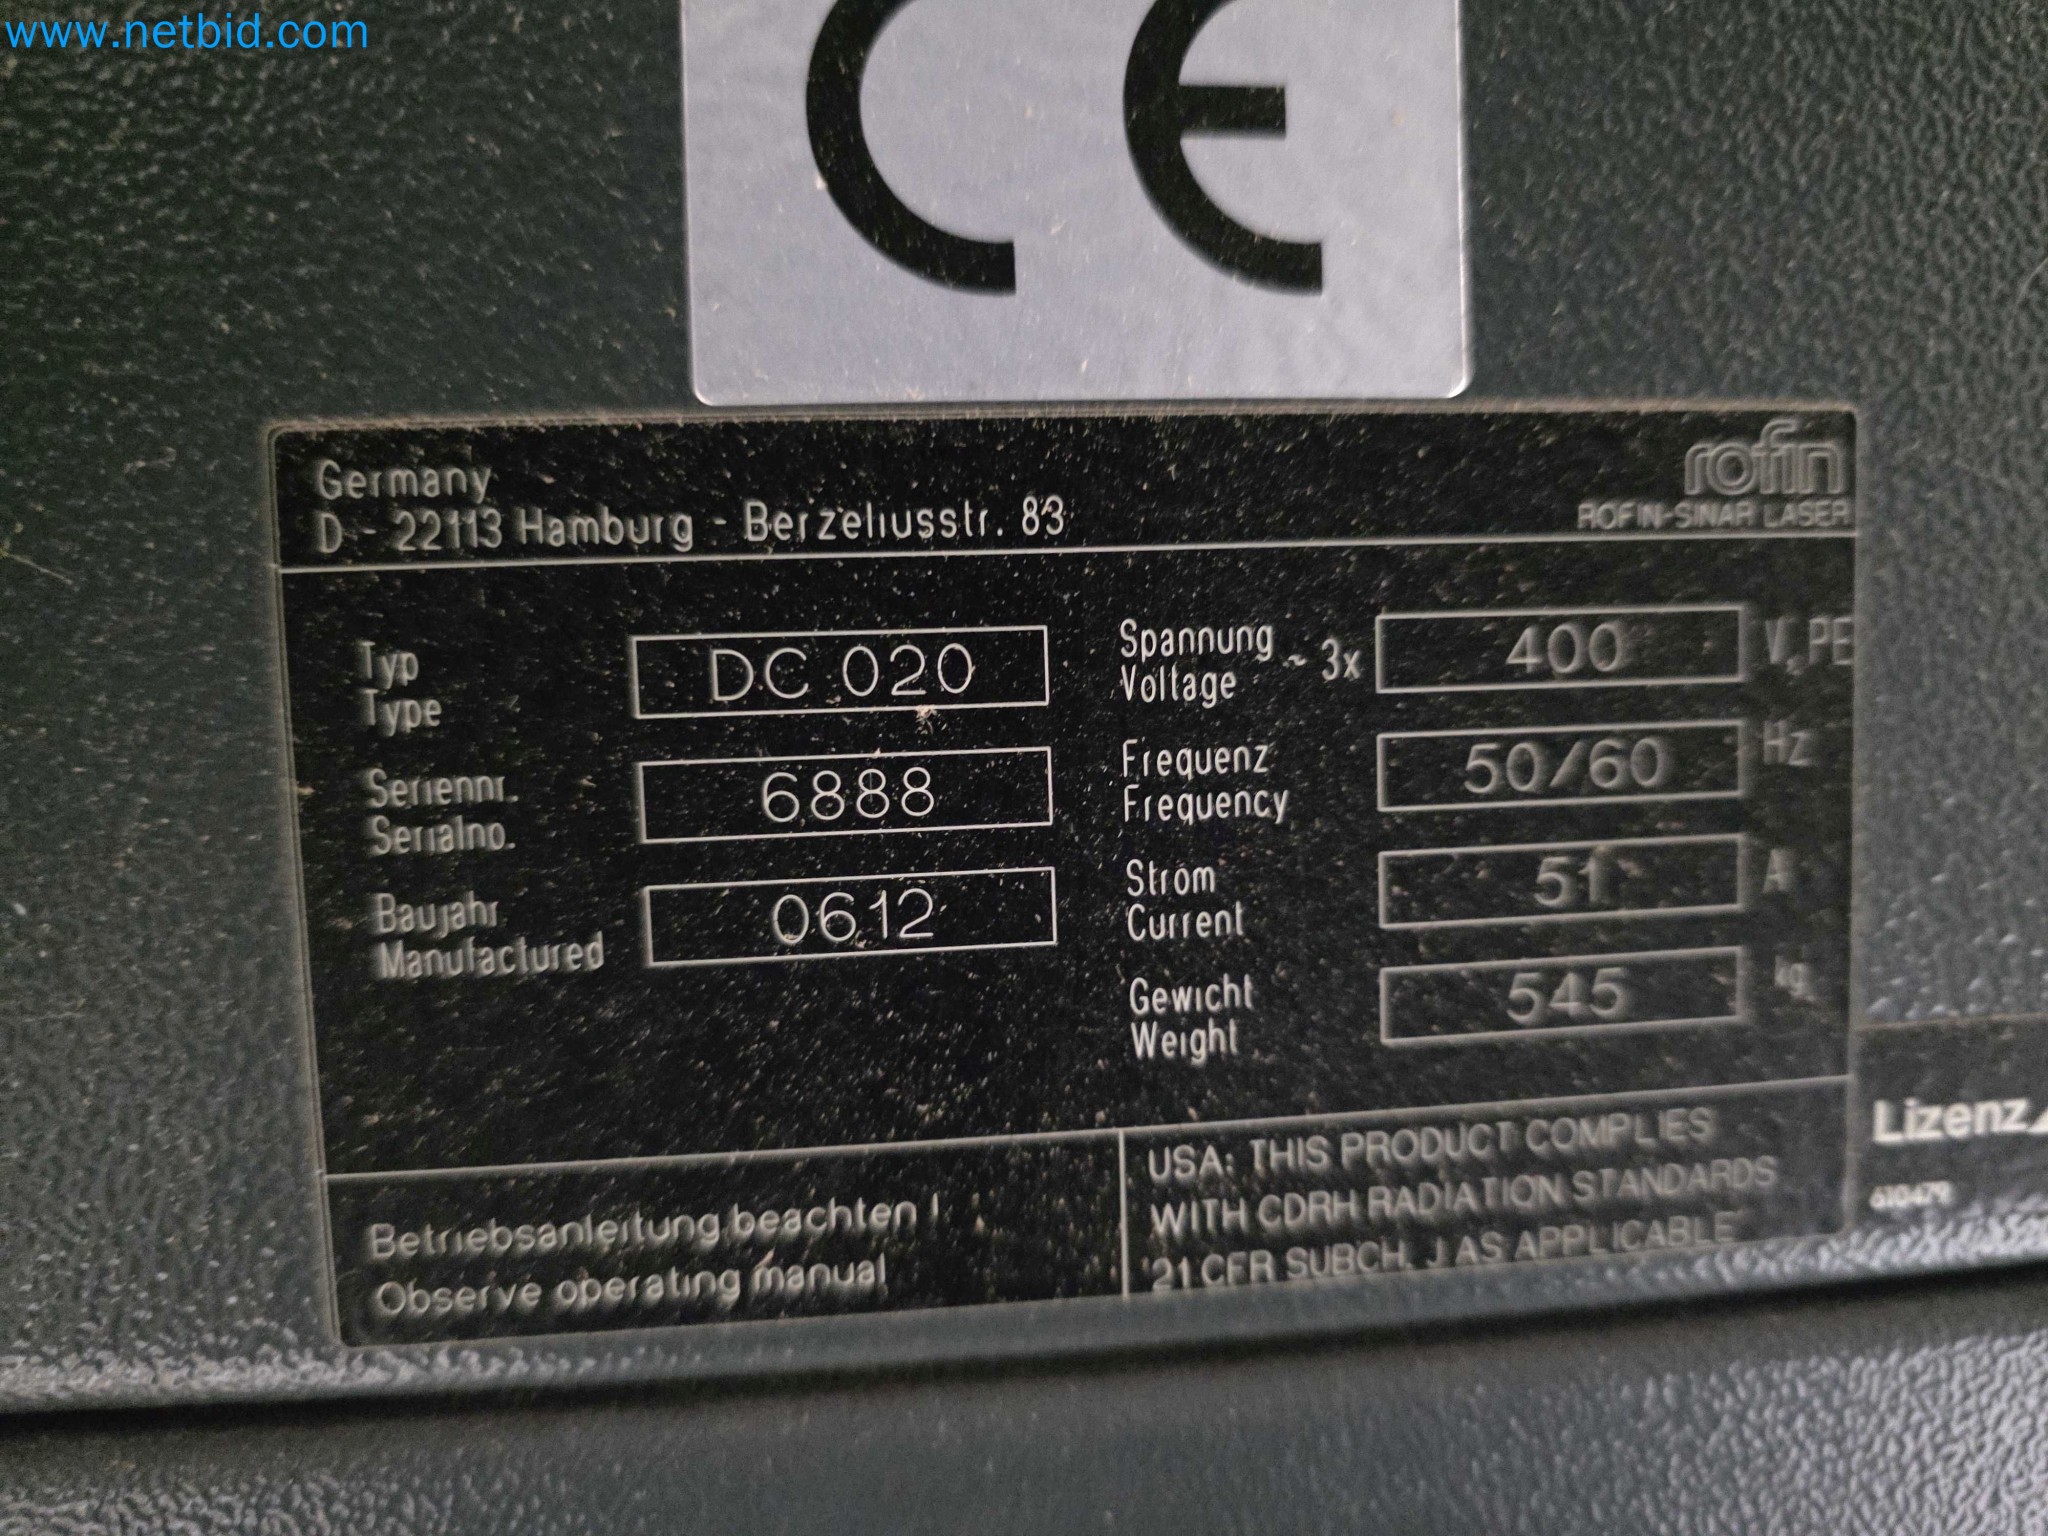 www.netbid.com
CE
rofin
Germany
D - 22113 Hamburg - Berzeliusstr. 83
ROFIN-SINAR LASER
Typ
Type
DC 020
Seriennr.
Serialno.
6888
Baujahr
Manufactured
0612
Spannung
Voltage
~ 3x
400
V, PE
Frequenz
Frequency
50/60
Hz
Strom
Current
51
A
Gewicht
Weight
545
kg
Betriebsanleitung beachten !
Observe operating manual
USA: THIS PRODUCT COMPLIES
WITH CDRH RADIATION STANDARDS
21 CFR SUBCH. J AS APPLICABLE
Lizenz
610479